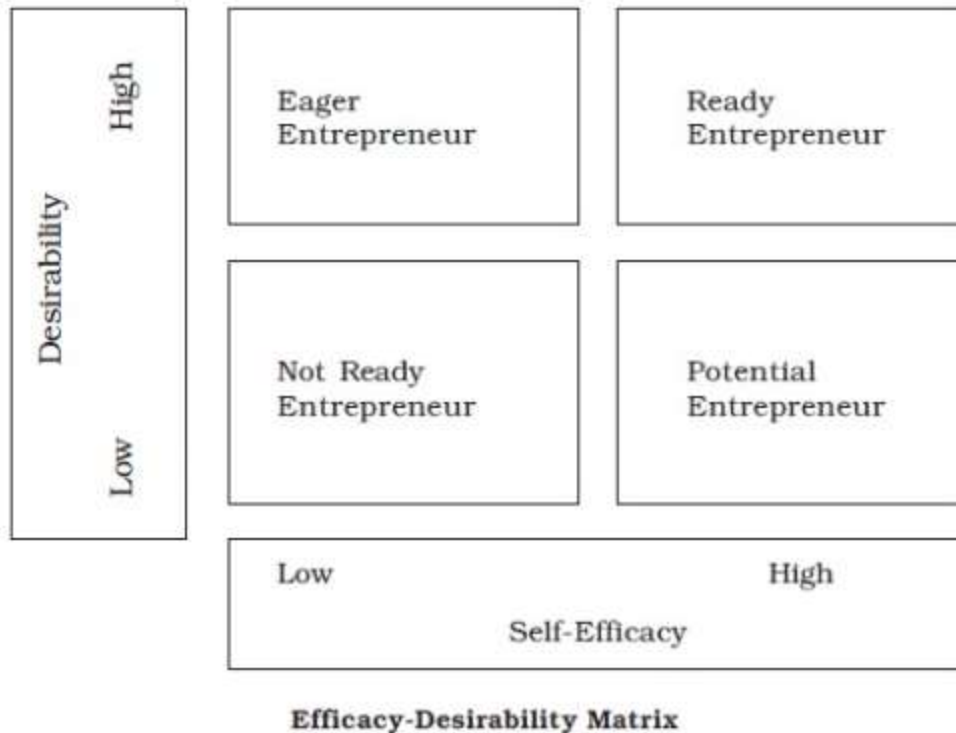 High
Desirability
Low
Eager
Entrepreneur
Ready
Entrepreneur
Not Ready
Entrepreneur
Potential
Entrepreneur
Low
High
Self-Efficacy
Efficacy-Desirability Matrix